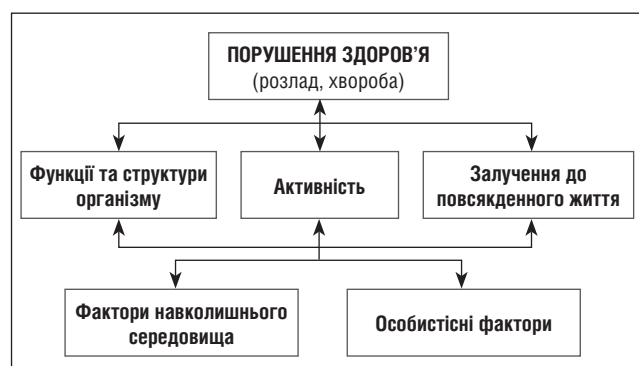 ПОРУШЕННЯ ЗДОРОВ’Я
(розлад, хвороба)
Функції та структури
організму
Активність
Залучення до
повсякденного життя
Фактори навколишнього
середовища
Особистісні фактори